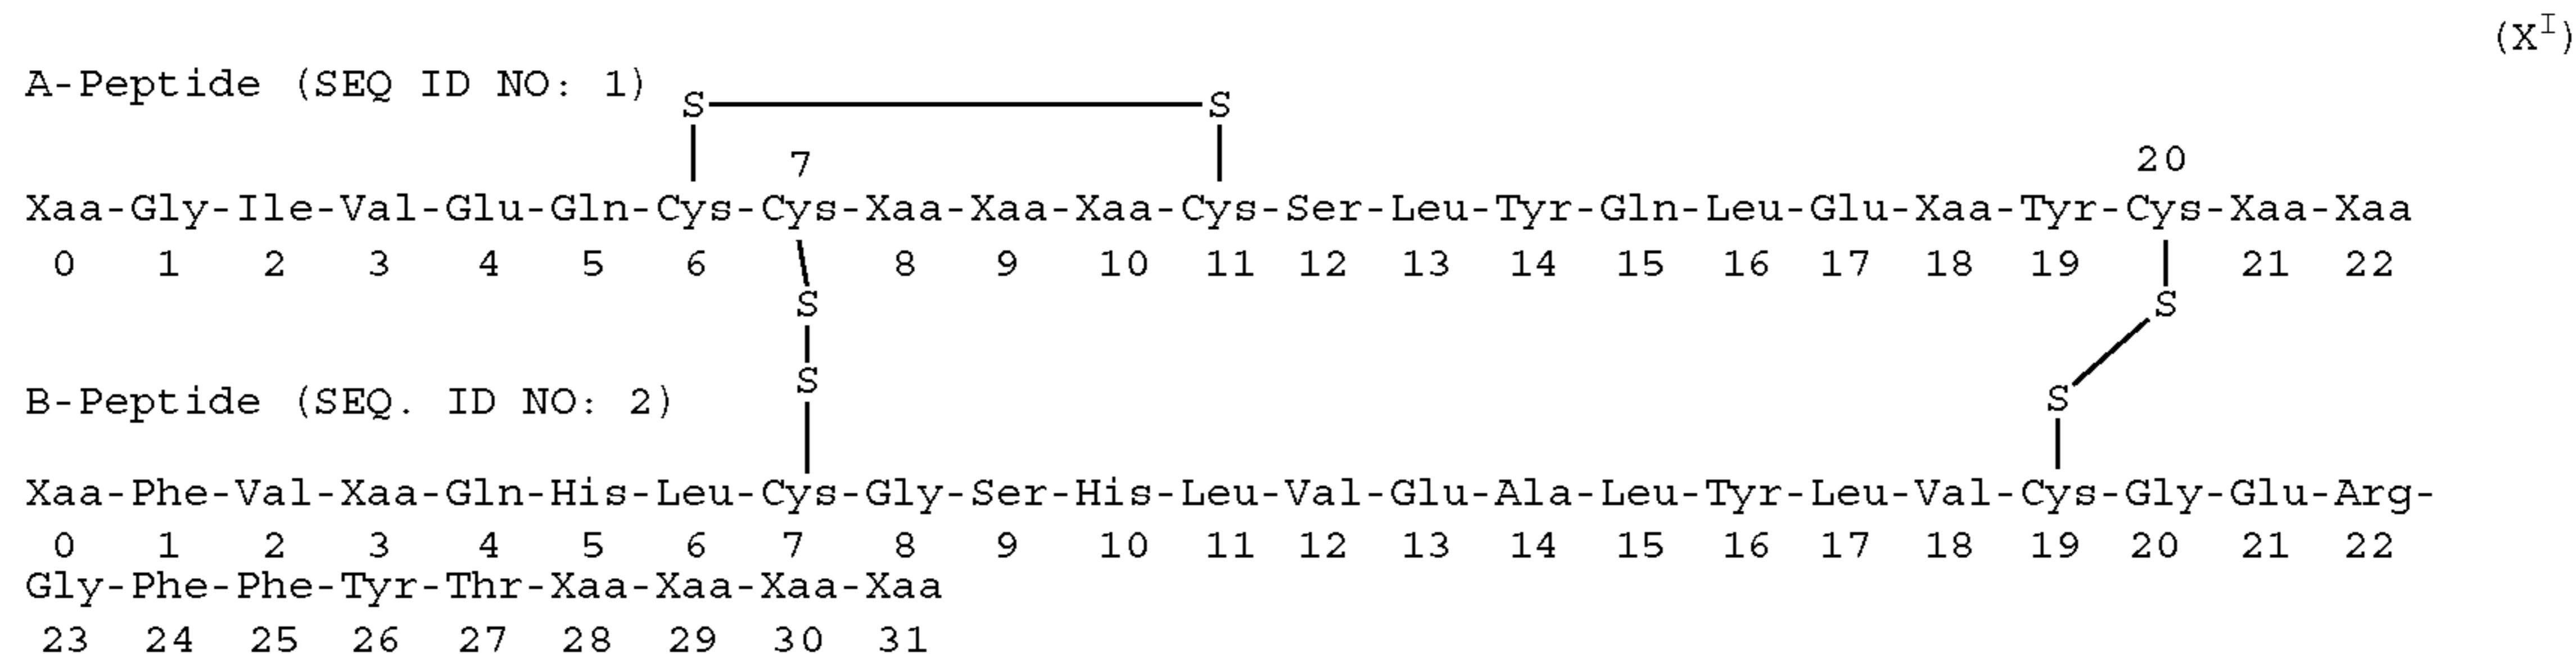 (X^I)
A-Peptide (SEQ ID NO: 1)
S S
7 20
Xaa-Gly-Ile-Val-Glu-Gln-Cys-Cys-Xaa-Xaa-Xaa-Cys-Ser-Leu-Tyr-Gln-Leu-Glu-Xaa-Tyr-Cys-Xaa-Xaa
0 1 2 3 4 5 6 8 9 10 11 12 13 14 15 16 17 18 19 21 22
S S
S S
B-Peptide (SEQ. ID NO: 2)
Xaa-Phe-Val-Xaa-Gln-His-Leu-Cys-Gly-Ser-His-Leu-Val-Glu-Ala-Leu-Tyr-Leu-Val-Cys-Gly-Glu-Arg-
0 1 2 3 4 5 6 7 8 9 10 11 12 13 14 15 16 17 18 19 20 21 22
Gly-Phe-Phe-Tyr-Thr-Xaa-Xaa-Xaa-Xaa
23 24 25 26 27 28 29 30 31